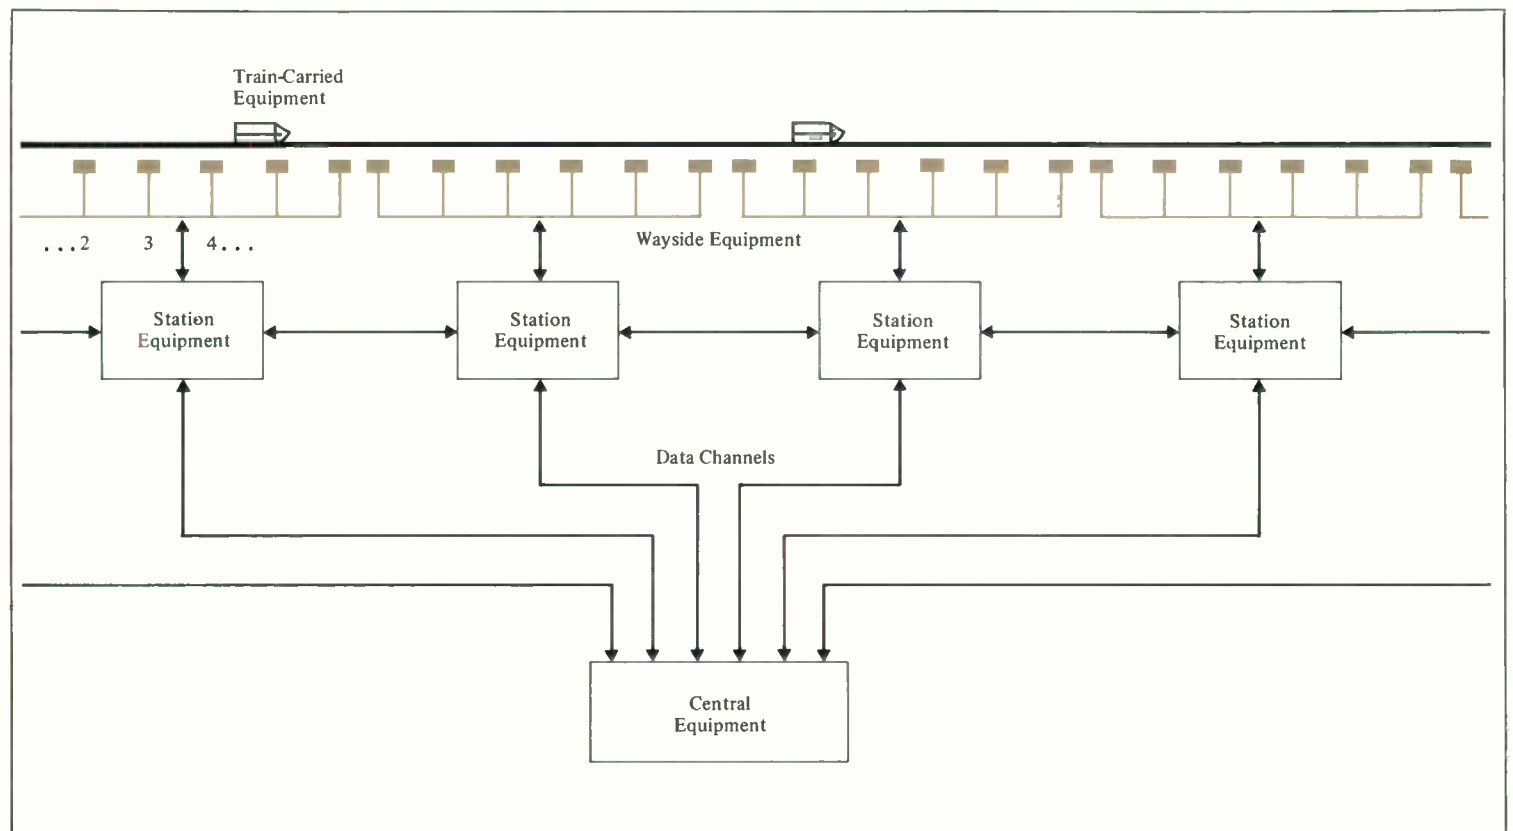 Train-Carried
Equipment
...2 3 4...
Wayside Equipment
Station
Equipment
Station
Equipment
Station
Equipment
Station
Equipment
Data Channels
Central
Equipment